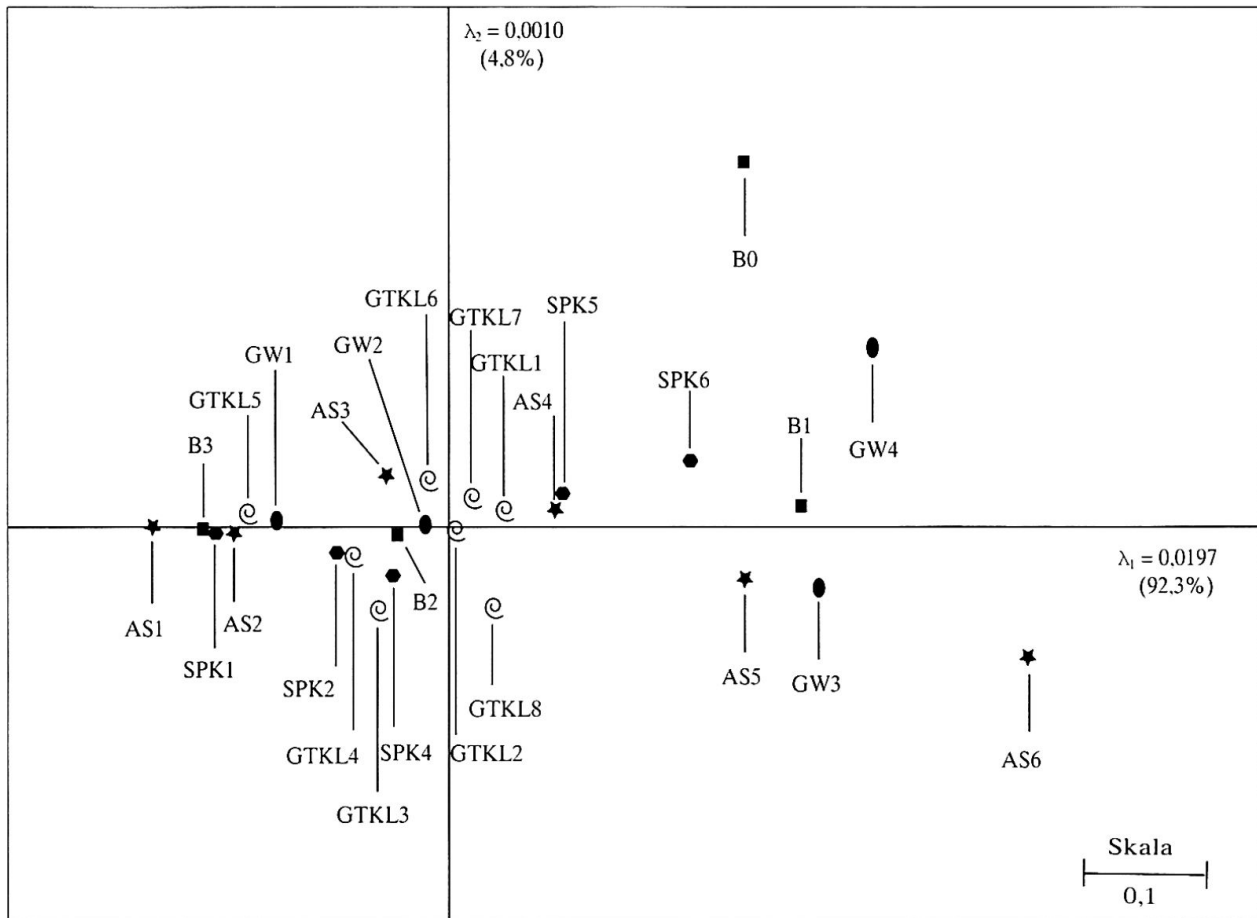 λ₂ = 0,0010
(4,8%)
B0
GTKL6
SPK5
GTKL7
GW2
GW1
GTKL1
SPK6
GTKL5
AS4
AS3
B1
B3
GW4
λ₁ = 0,0197
(92,3%)
B2
AS1
AS2
SPK1
AS5
GW3
SPK2
GTKL8
GTKL4
SPK4
GTKL2
AS6
GTKL3
Skala
0,1